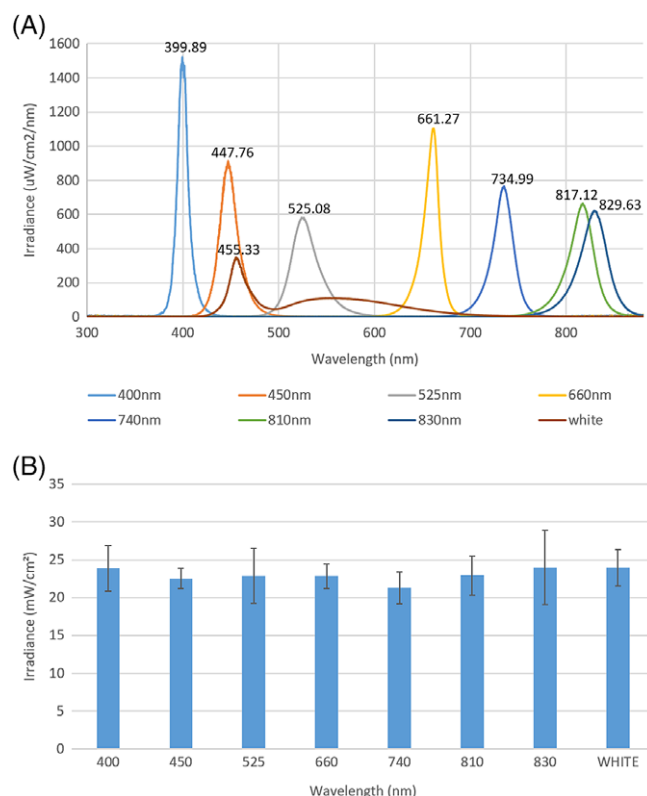 (A)
1600
1400
1200
1000
800
600
400
200
0
Irradiance (uW/cm2/nm)
399.89
447.76
455.33
525.08
661.27
734.99
817.12
829.63
300 400 500 600 700 800
Wavelength (nm)
400nm 450nm 525nm 660nm
740nm 810nm 830nm white
(B)
35
30
25
20
15
10
5
0
Irradiance (mW/cm²)
400 450 525 660 740 810 830 WHITE
Wavelength (nm)